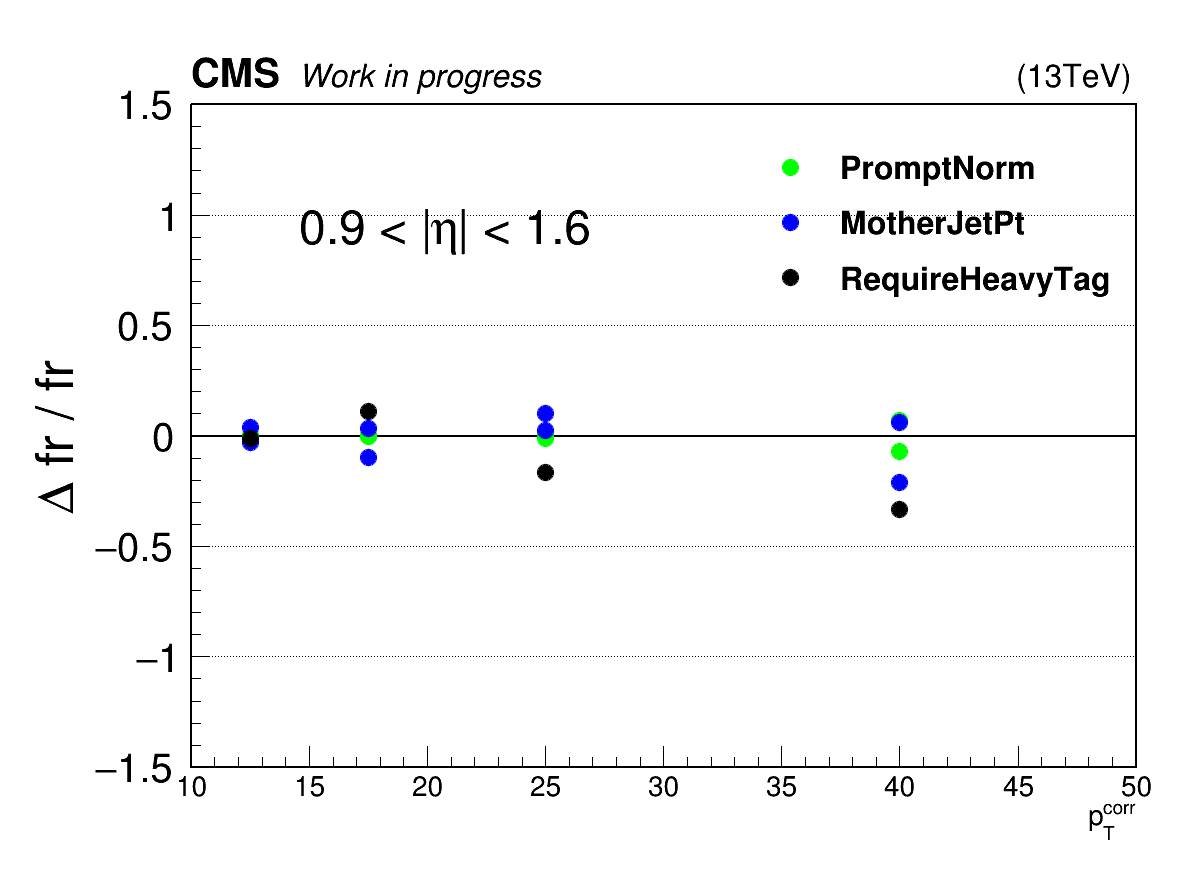 CMS Work in progress (13TeV)
1.5
1
0.5
0
−0.5
−1
−1.5
Δ fr / fr
0.9 < |η| < 1.6
PromptNorm
MotherJetPt
RequireHeavyTag
10 15 20 25 30 35 40 45 50
p_T^corr